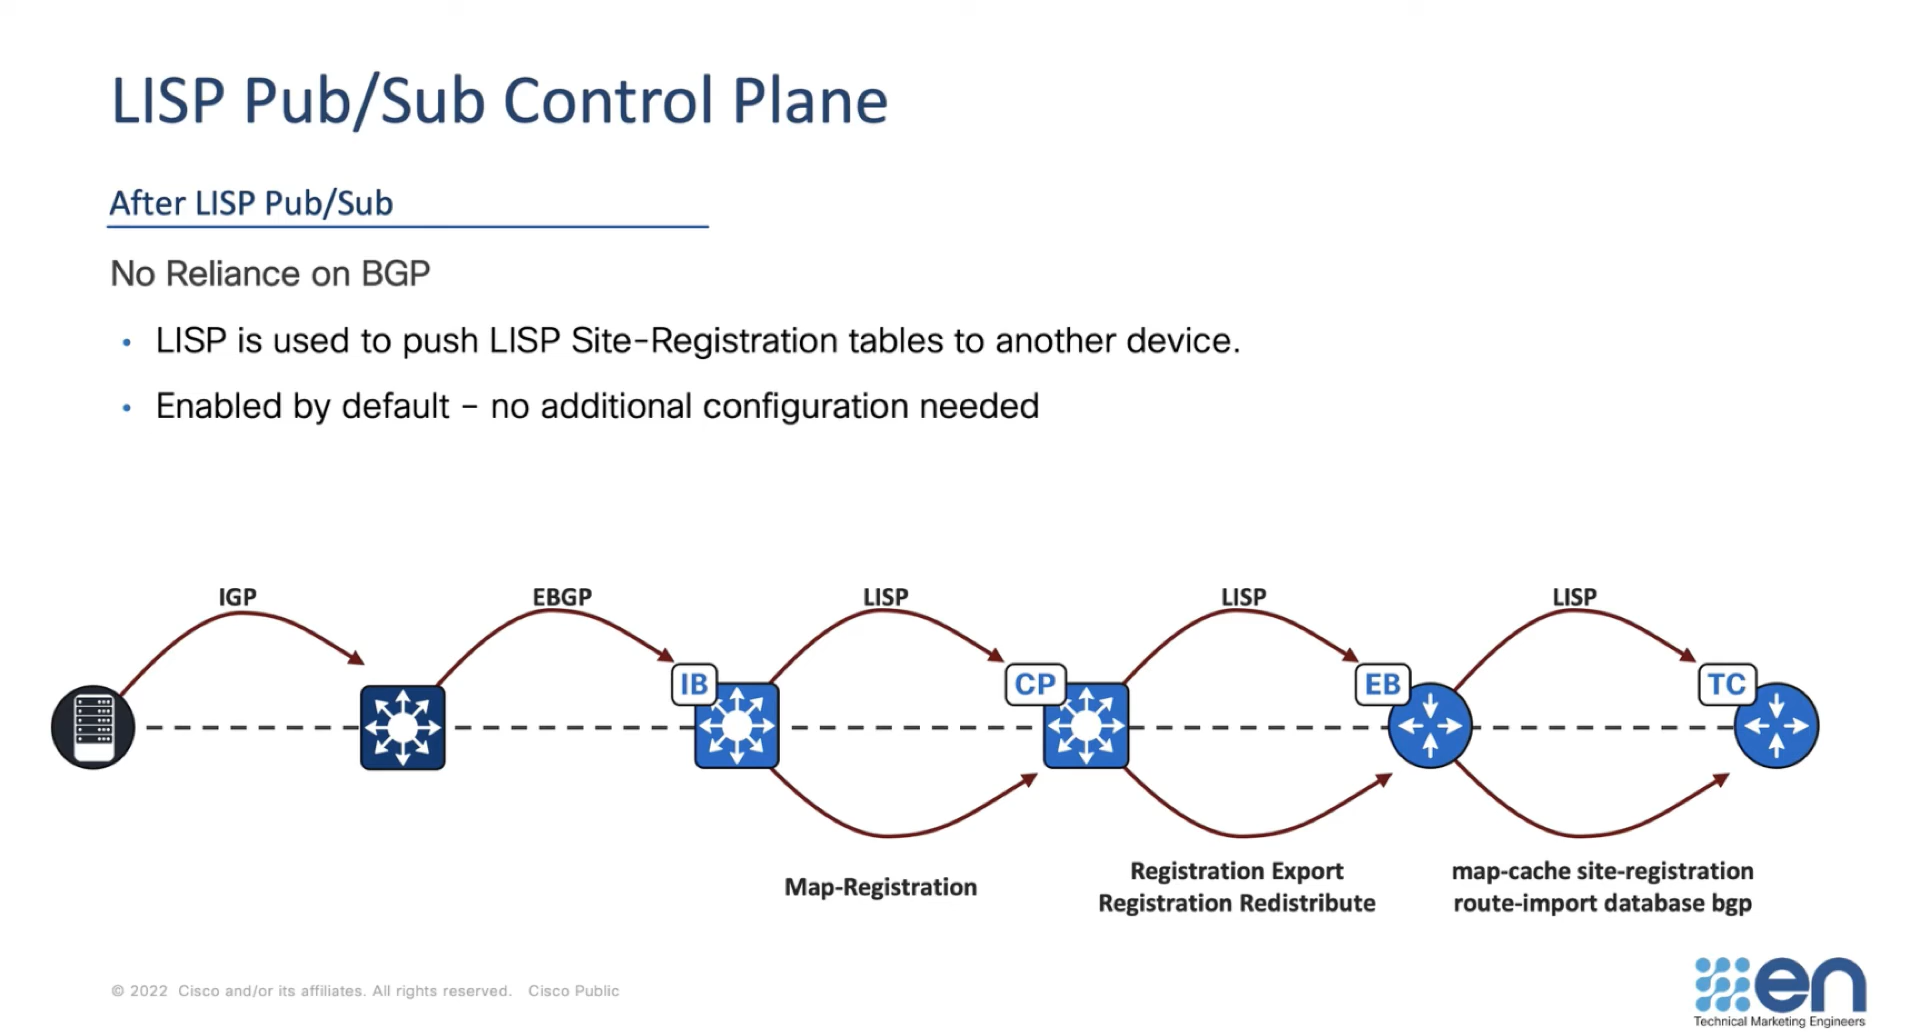 LISP Pub/Sub Control Plane
After LISP Pub/Sub
No Reliance on BGP
• LISP is used to push LISP Site-Registration tables to another device.
• Enabled by default – no additional configuration needed
IGP
EBGP
LISP
LISP
LISP
IB
CP
EB
TC
Map-Registration
Registration Export
Registration Redistribute
map-cache site-registration
route-import database bgp
© 2022 Cisco and/or its affiliates. All rights reserved. Cisco Public
en
Technical Marketing Engineers